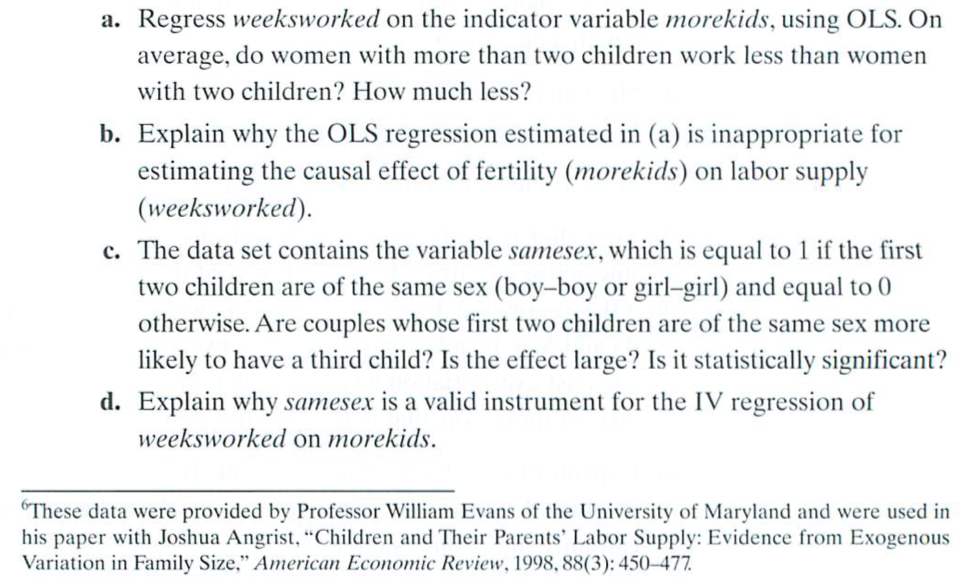 a. Regress weeksworked on the indicator variable morekids, using OLS. On
average, do women with more than two children work less than women
with two children? How much less?
b. Explain why the OLS regression estimated in (a) is inappropriate for
estimating the causal effect of fertility (morekids) on labor supply
(weeksworked).
c. The data set contains the variable samesex, which is equal to 1 if the first
two children are of the same sex (boy–boy or girl–girl) and equal to 0
otherwise. Are couples whose first two children are of the same sex more
likely to have a third child? Is the effect large? Is it statistically significant?
d. Explain why samesex is a valid instrument for the IV regression of
weeksworked on morekids.
6These data were provided by Professor William Evans of the University of Maryland and were used in
his paper with Joshua Angrist, “Children and Their Parents’ Labor Supply: Evidence from Exogenous
Variation in Family Size,” American Economic Review, 1998, 88(3): 450–477.